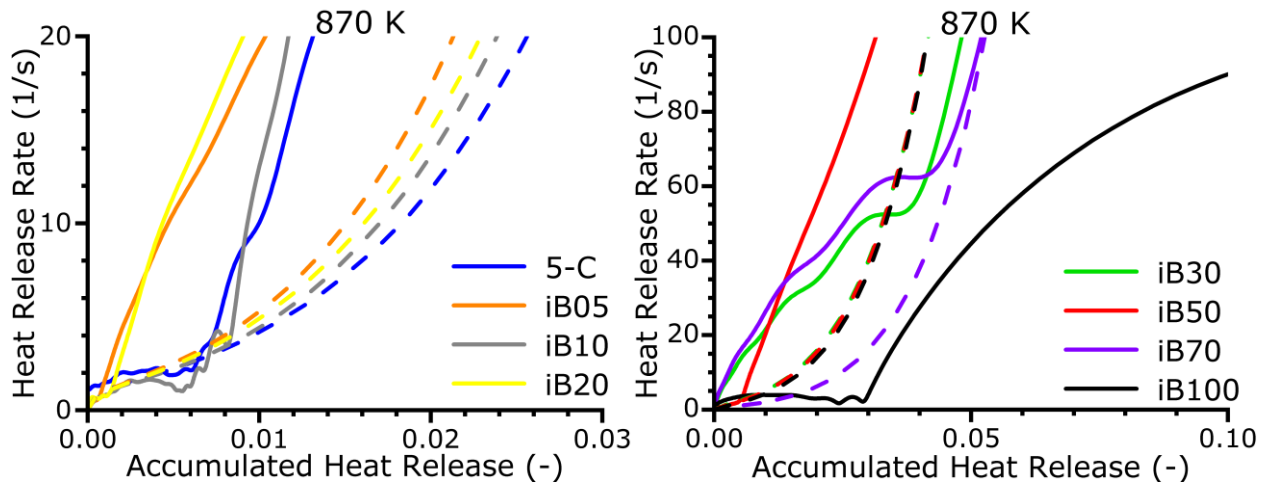 870 K
20
10
0
0.00 0.01 0.02 0.03
Heat Release Rate (1/s)
Accumulated Heat Release (-)
5-C
iB05
iB10
iB20
870 K
100
80
60
40
20
0
0.00 0.05 0.10
Heat Release Rate (1/s)
Accumulated Heat Release (-)
iB30
iB50
iB70
iB100